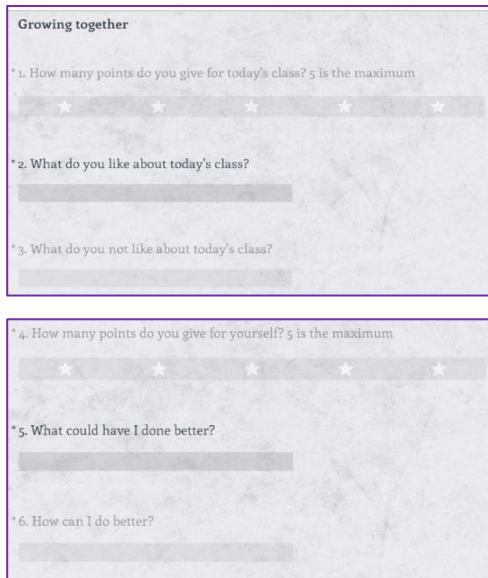 Growing together
* 1. How many points do you give for today's class? 5 is the maximum
* 2. What do you like about today's class?
* 3. What do you not like about today's class?
* 4. How many points do you give for yourself? 5 is the maximum
* 5. What could have I done better?
* 6. How can I do better?